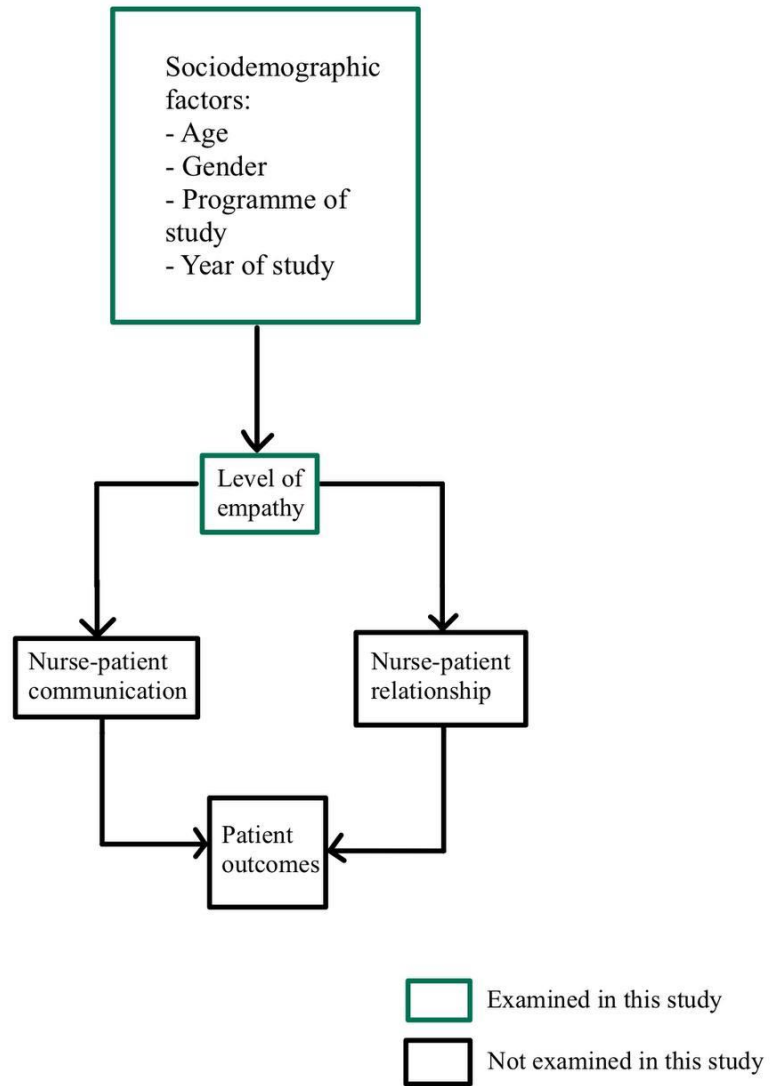 Sociodemographic
factors:
- Age
- Gender
- Programme of
study
- Year of study
Level of
empathy
Nurse-patient
communication
Nurse-patient
relationship
Patient
outcomes
Examined in this study
Not examined in this study